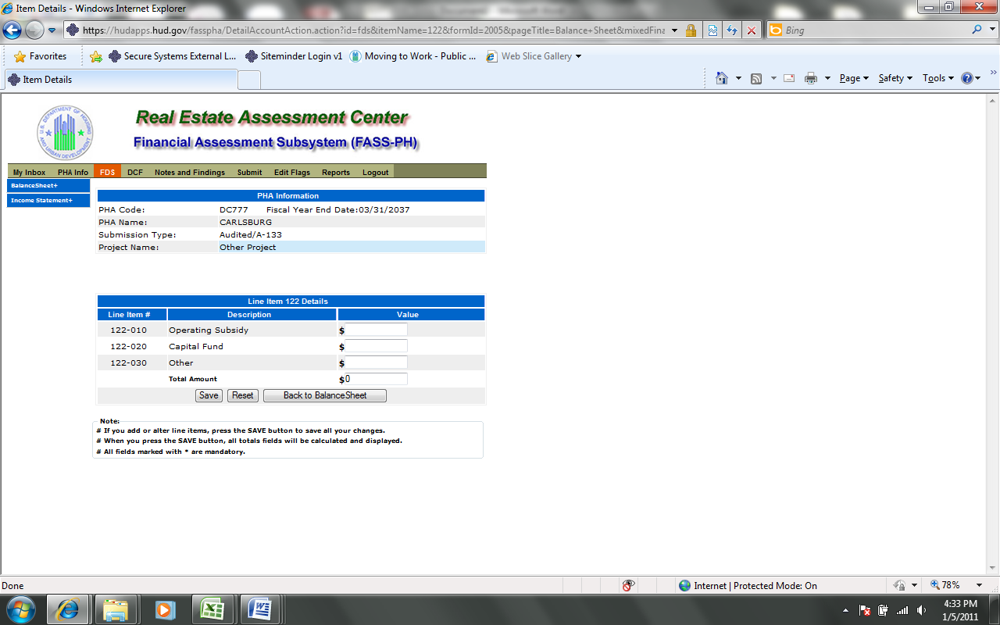 Item Details - Windows Internet Explorer
https://hudapps.hud.gov/fasspha/DetailAccountAction.action?id=fds&itemName=122&formId=2005&pageTitle=Balance+Sheet&mixedFina
Bing
Favorites Secure Systems External L... Siteminder Login v1 Moving to Work - Public ... Web Slice Gallery
Item Details
Page Safety Tools
U.S. DEPARTMENT OF HOUSING AND URBAN DEVELOPMENT
Real Estate Assessment Center
Financial Assessment Subsystem (FASS-PH)
My Inbox PHA Info FDS DCF Notes and Findings Submit Edit Flags Reports Logout
BalanceSheet+
Income Statement+
PHA Information
PHA Code: DC777 Fiscal Year End Date:03/31/2037
PHA Name: CARLSBURG
Submission Type: Audited/A-133
Project Name: Other Project
Line Item 122 Details
Line Item # Description Value
122-010 Operating Subsidy $
122-020 Capital Fund $
122-030 Other $
Total Amount $0
Save Reset Back to BalanceSheet
Note:
# If you add or alter line items, press the SAVE button to save all your changes.
# When you press the SAVE button, all totals fields will be calculated and displayed.
# All fields marked with * are mandatory.
Done Internet | Protected Mode: On 78%
4:33 PM
1/5/2011